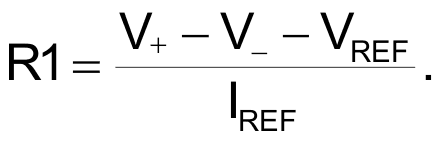 R1 = (V₊ − V₋ − V_REF) / I_REF .